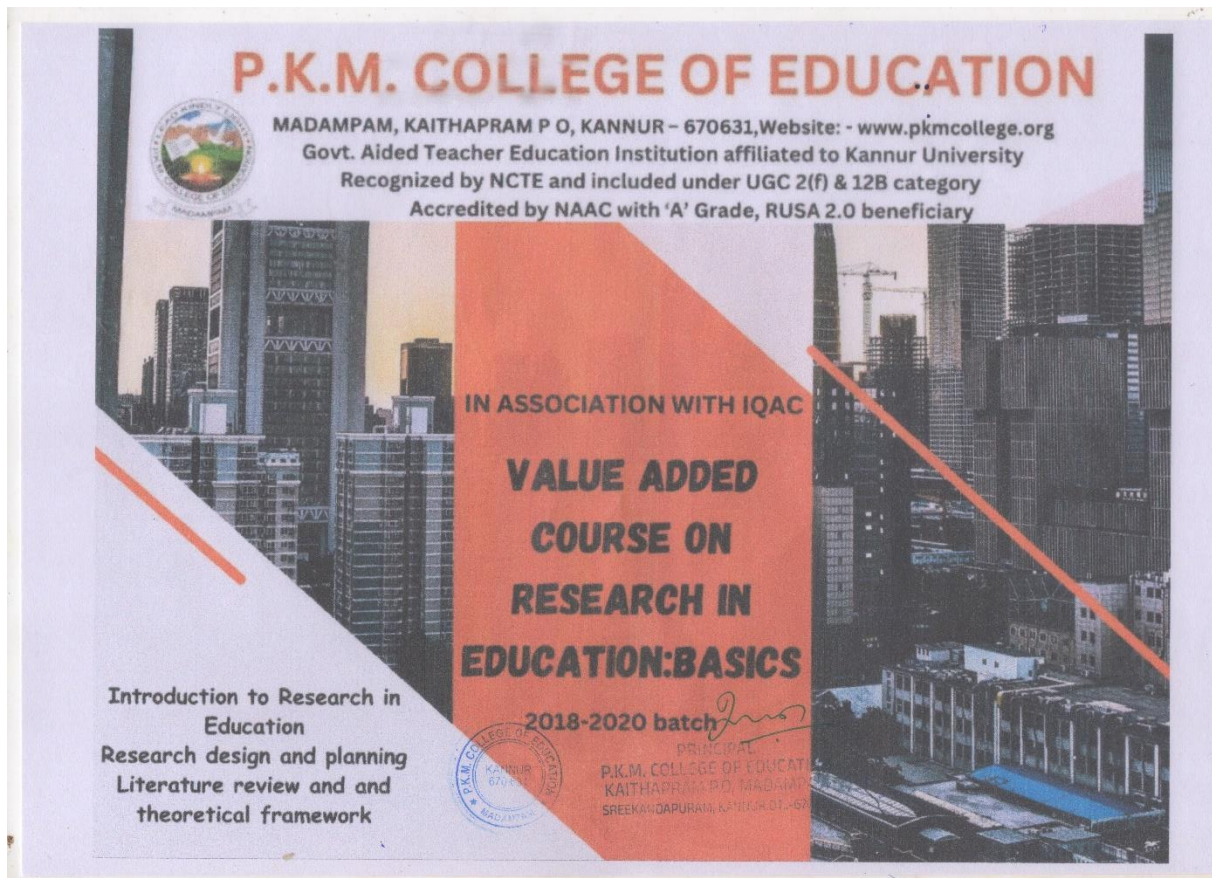 P.K.M. COLLEGE OF EDUCATION
MADAMPAM, KAITHAPRAM P O, KANNUR – 670631,Website: - www.pkmcollege.org
Govt. Aided Teacher Education Institution affiliated to Kannur University
Recognized by NCTE and included under UGC 2(f) & 12B category
Accredited by NAAC with ‘A’ Grade, RUSA 2.0 beneficiary
MADAMPAM
IN ASSOCIATION WITH IQAC
VALUE ADDED
COURSE ON
RESEARCH IN
EDUCATION:BASICS
2018-2020 batch
Introduction to Research in
Education
Research design and planning
Literature review and and
theoretical framework
P.K.M. COLLEGE OF EDUCATION
KANNUR
MADAMPAM
PRINCIPAL
P.K.M. COLLEGE OF EDUCATI
KAITHAPRAM P.O, MADAMP
SREEKANDAPURAM, KANNUR